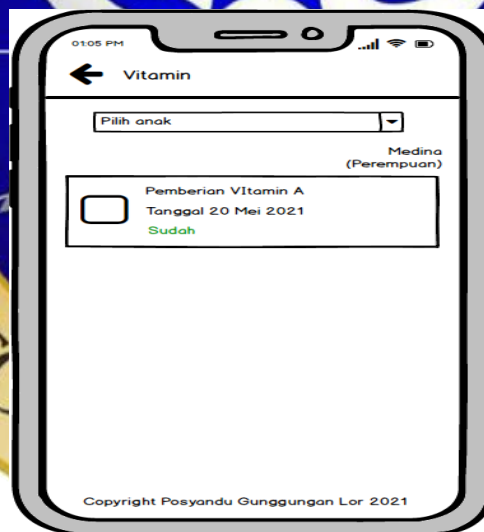 01:05 PM
Vitamin
Pilih anak
Medina
(Perempuan)
Pemberian VItamin A
Tanggal 20 Mei 2021
Sudah
Copyright Posyandu Gunggungan Lor 2021